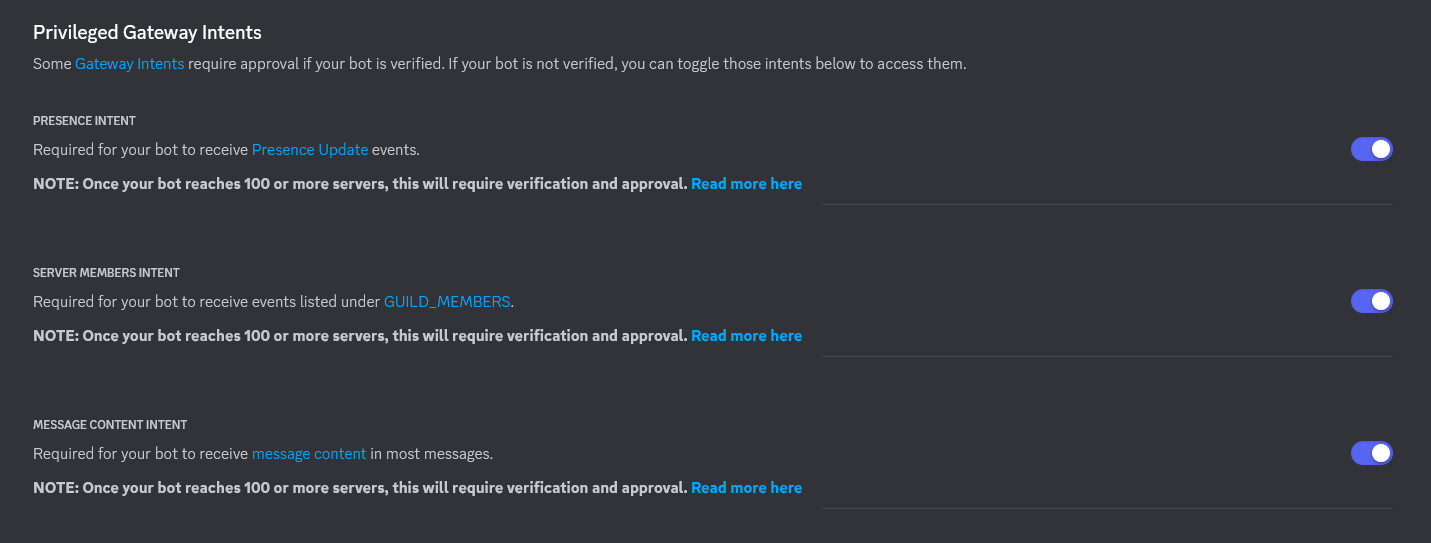 Privileged Gateway Intents
Some Gateway Intents require approval if your bot is verified. If your bot is not verified, you can toggle those intents below to access them.
PRESENCE INTENT
Required for your bot to receive Presence Update events.
NOTE: Once your bot reaches 100 or more servers, this will require verification and approval. Read more here
SERVER MEMBERS INTENT
Required for your bot to receive events listed under GUILD_MEMBERS.
NOTE: Once your bot reaches 100 or more servers, this will require verification and approval. Read more here
MESSAGE CONTENT INTENT
Required for your bot to receive message content in most messages.
NOTE: Once your bot reaches 100 or more servers, this will require verification and approval. Read more here